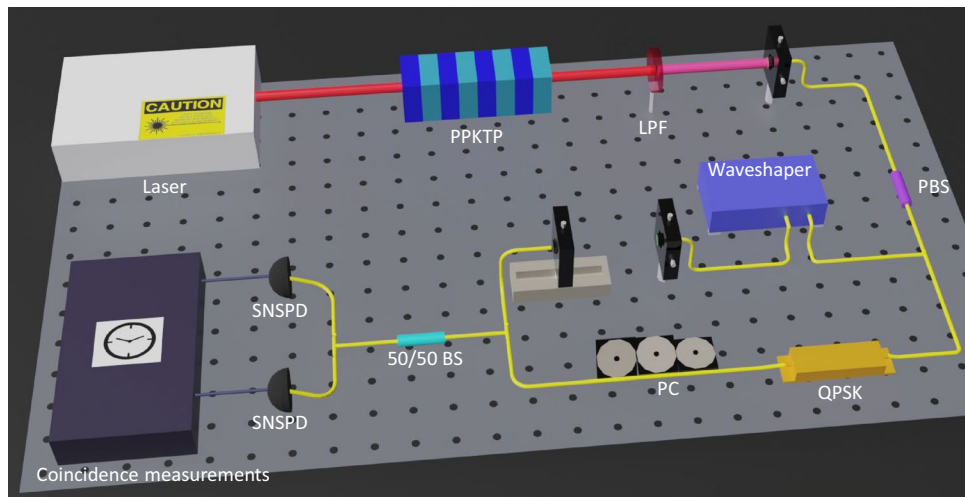 CAUTION
PPKTP
LPF
Laser
Waveshaper
PBS
SNSPD
50/50 BS
PC
QPSK
SNSPD
Coincidence measurements